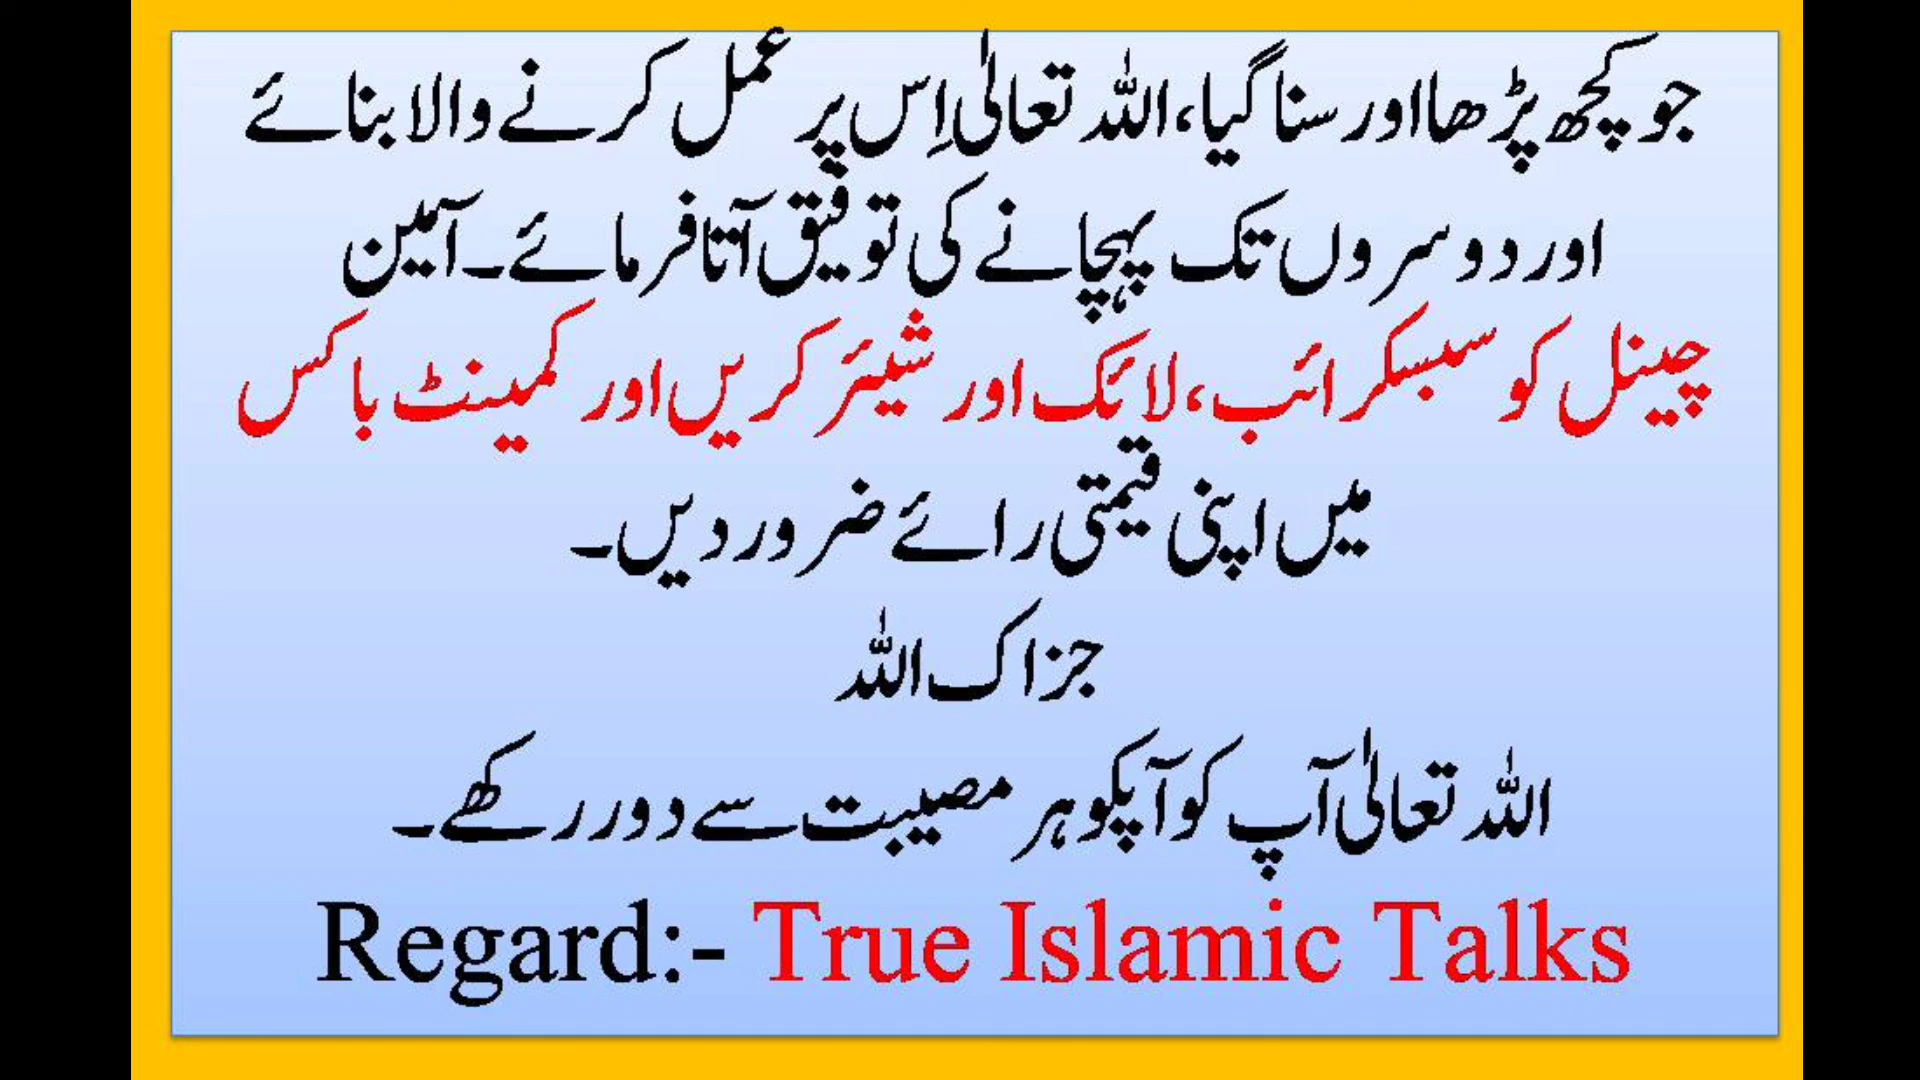 جو کچھ پڑھا اور سنا گیا، اللہ تعالیٰ اِس پر عمل کرنے والا بنائے
اور دوسروں تک پہچانے کی توفیق آتا فرمائے۔ آمین
چینل کو سبسکرائب، لائک اور شیئر کریں اور کمینٹ باکس
میں اپنی قیمتی رائے ضرور دیں۔
جزاک اللہ
اللہ تعالیٰ آپ کو آپکو ہر مصیبت سے دور رکھے۔
Regard:- True Islamic Talks